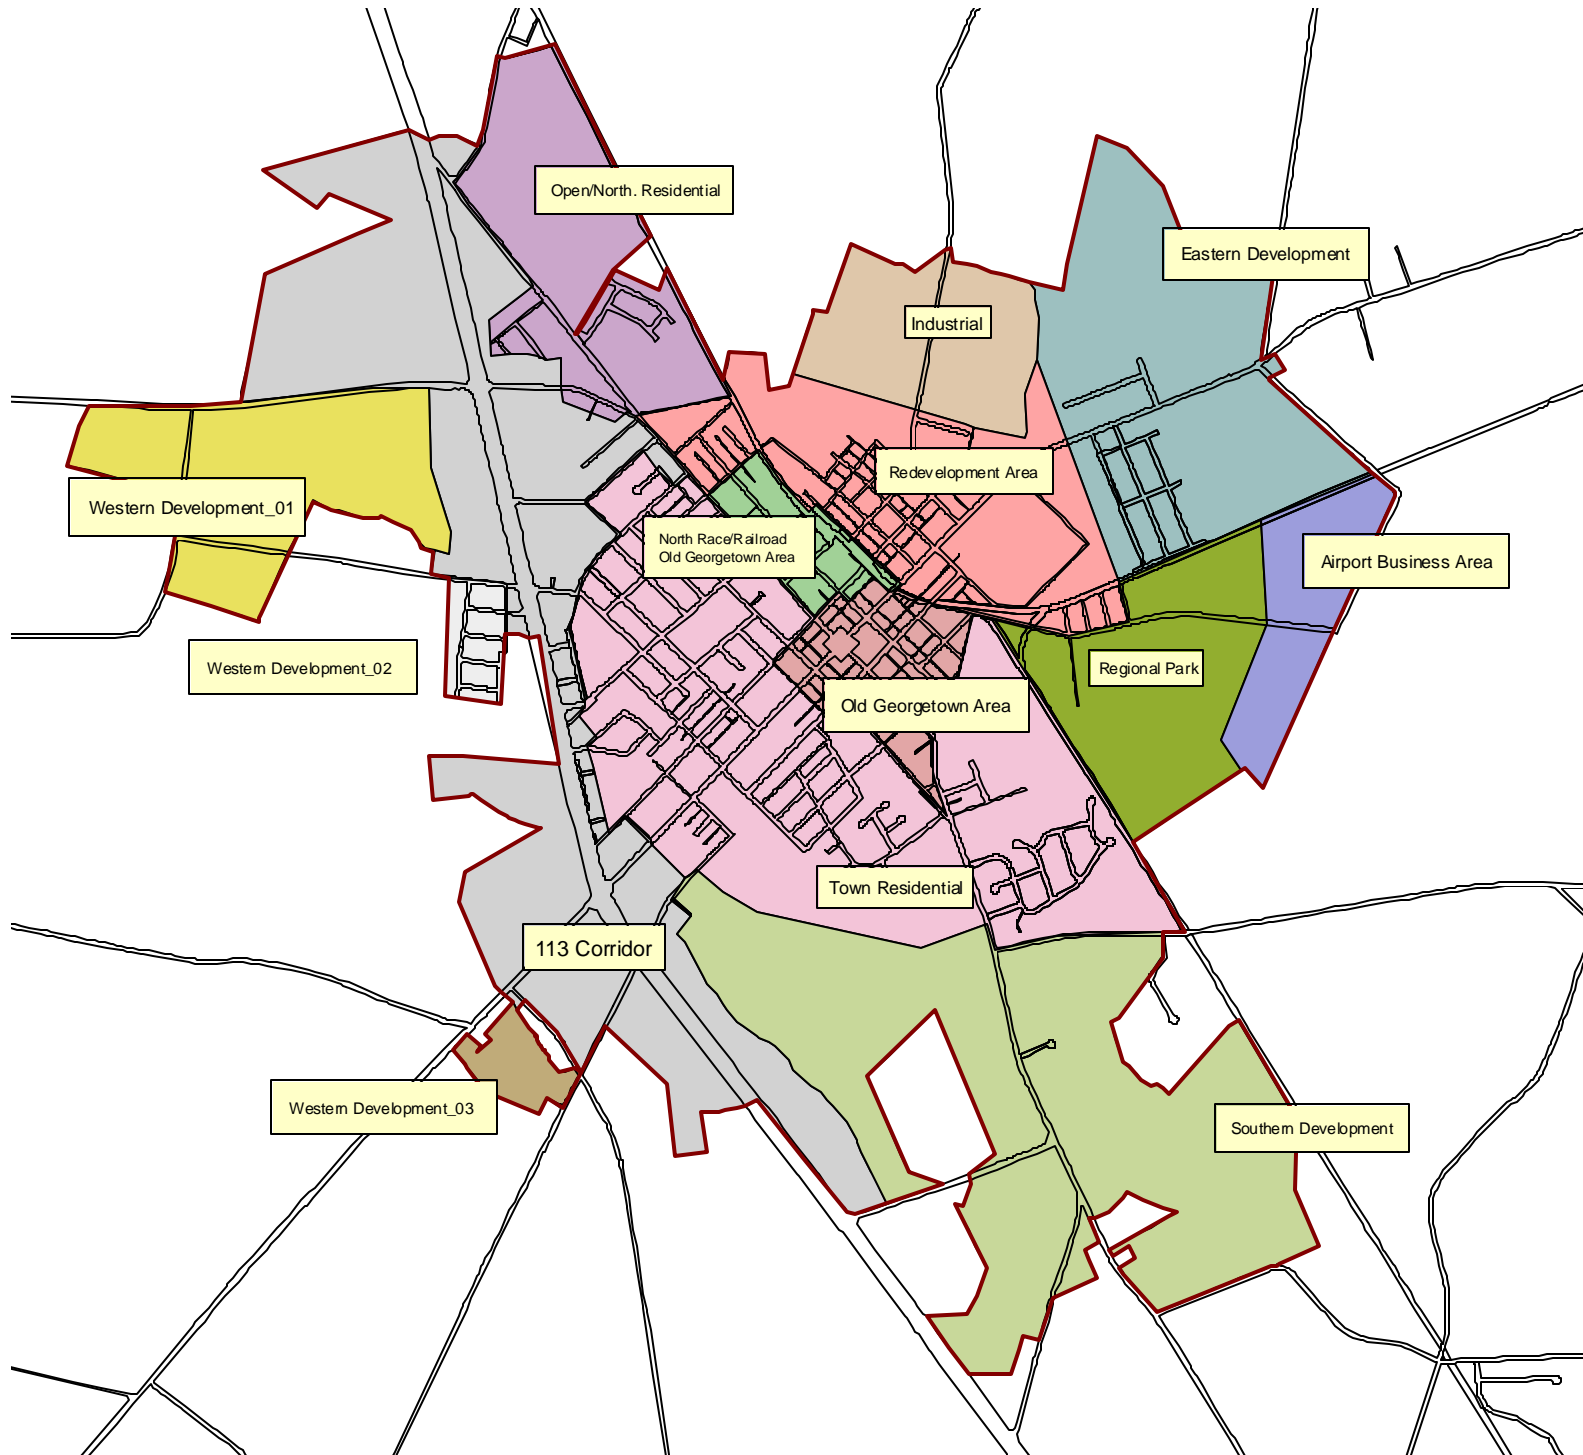 Open/North. Residential
Eastern Development
Industrial
Redevelopment Area
Western Development_01
North Race/Railroad
Old Georgetown Area
Airport Business Area
Western Development_02
Regional Park
Old Georgetown Area
Town Residential
113 Corridor
Western Development_03
Southern Development